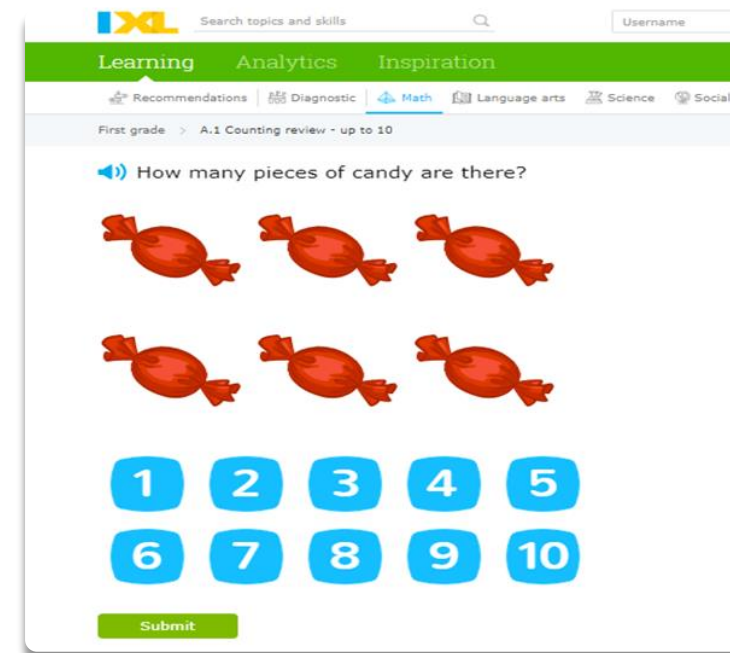 IXL Search topics and skills Username
Learning Analytics Inspiration
Recommendations Diagnostic Math Language arts Science Social
First grade > A.1 Counting review - up to 10
How many pieces of candy are there?
1 2 3 4 5
6 7 8 9 10
Submit